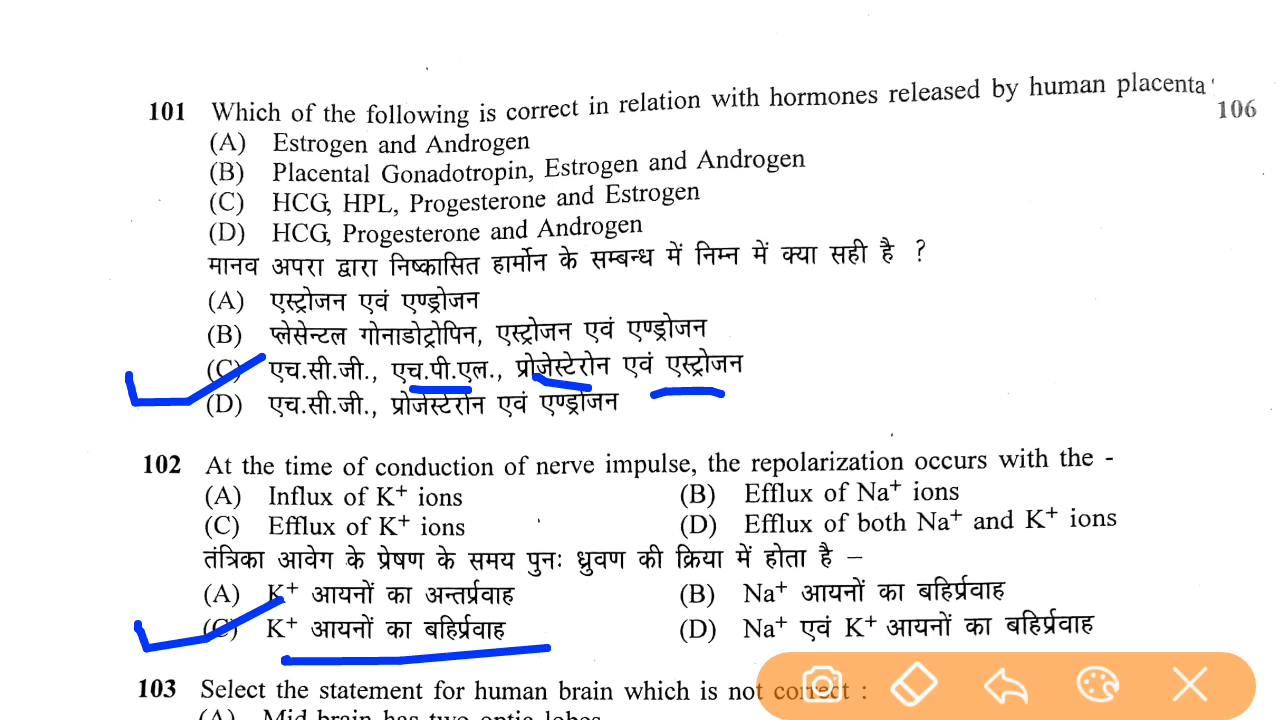 101 Which of the following is correct in relation with hormones released by human placenta
106
(A) Estrogen and Androgen
(B) Placental Gonadotropin, Estrogen and Androgen
(C) HCG, HPL, Progesterone and Estrogen
(D) HCG, Progesterone and Androgen
मानव अपरा द्वारा निष्कासित हार्मोन के सम्बन्ध में निम्न में क्या सही है ?
(A) एस्ट्रोजन एवं एण्ड्रोजन
(B) प्लेसेन्टल गोनाडोट्रोपिन, एस्ट्रोजन एवं एण्ड्रोजन
(C) एच.सी.जी., एच.पी.एल., प्रोजेस्टेरोन एवं एस्ट्रोजन
(D) एच.सी.जी., प्रोजेस्टेरोन एवं एण्ड्रोजन
102 At the time of conduction of nerve impulse, the repolarization occurs with the -
(A) Influx of K+ ions (B) Efflux of Na+ ions
(C) Efflux of K+ ions (D) Efflux of both Na+ and K+ ions
तंत्रिका आवेग के प्रेषण के समय पुनः ध्रुवण की क्रिया में होता है –
(A) K+ आयनों का अन्तर्प्रवाह (B) Na+ आयनों का बहिर्प्रवाह
(C) K+ आयनों का बहिर्प्रवाह (D) Na+ एवं K+ आयनों का बहिर्प्रवाह
103 Select the statement for human brain which is not correct :
(A) Mid brain has two optic lobes